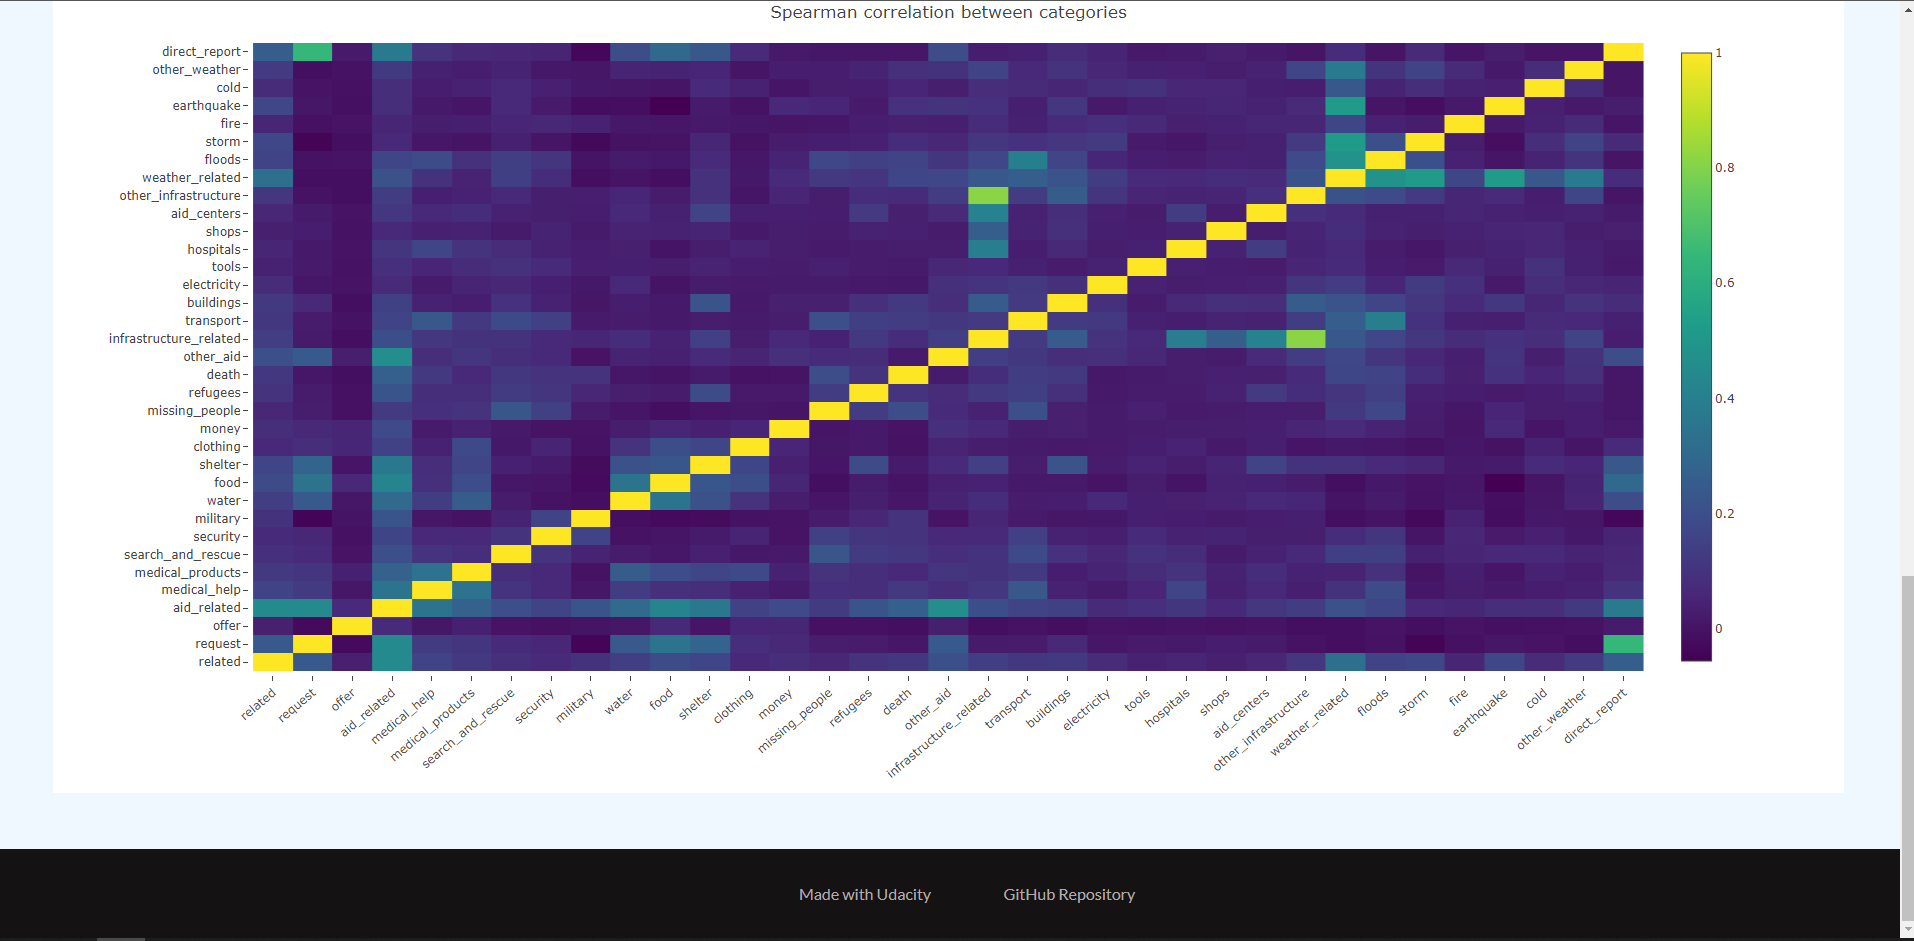 Spearman correlation between categories
direct_report
other_weather
cold
earthquake
fire
storm
floods
weather_related
other_infrastructure
aid_centers
shops
hospitals
tools
electricity
buildings
transport
infrastructure_related
other_aid
death
refugees
missing_people
money
clothing
shelter
food
water
military
security
search_and_rescue
medical_products
medical_help
aid_related
offer
request
related
related
request
offer
aid_related
medical_help
medical_products
search_and_rescue
security
military
water
food
shelter
clothing
money
missing_people
refugees
death
other_aid
infrastructure_related
transport
buildings
electricity
tools
hospitals
shops
aid_centers
other_infrastructure
weather_related
floods
storm
fire
earthquake
cold
other_weather
direct_report
1
0.8
0.6
0.4
0.2
0
Made with Udacity
GitHub Repository